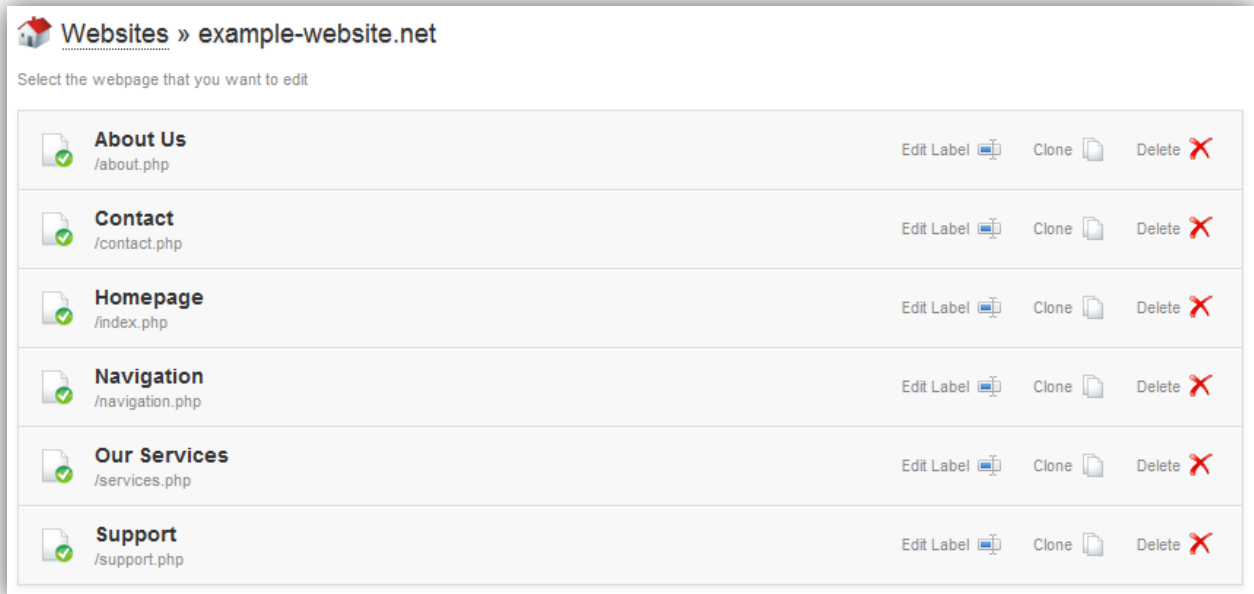 Websites » example-website.net
Select the webpage that you want to edit
About Us
/about.php
Edit Label Clone Delete
Contact
/contact.php
Edit Label Clone Delete
Homepage
/index.php
Edit Label Clone Delete
Navigation
/navigation.php
Edit Label Clone Delete
Our Services
/services.php
Edit Label Clone Delete
Support
/support.php
Edit Label Clone Delete